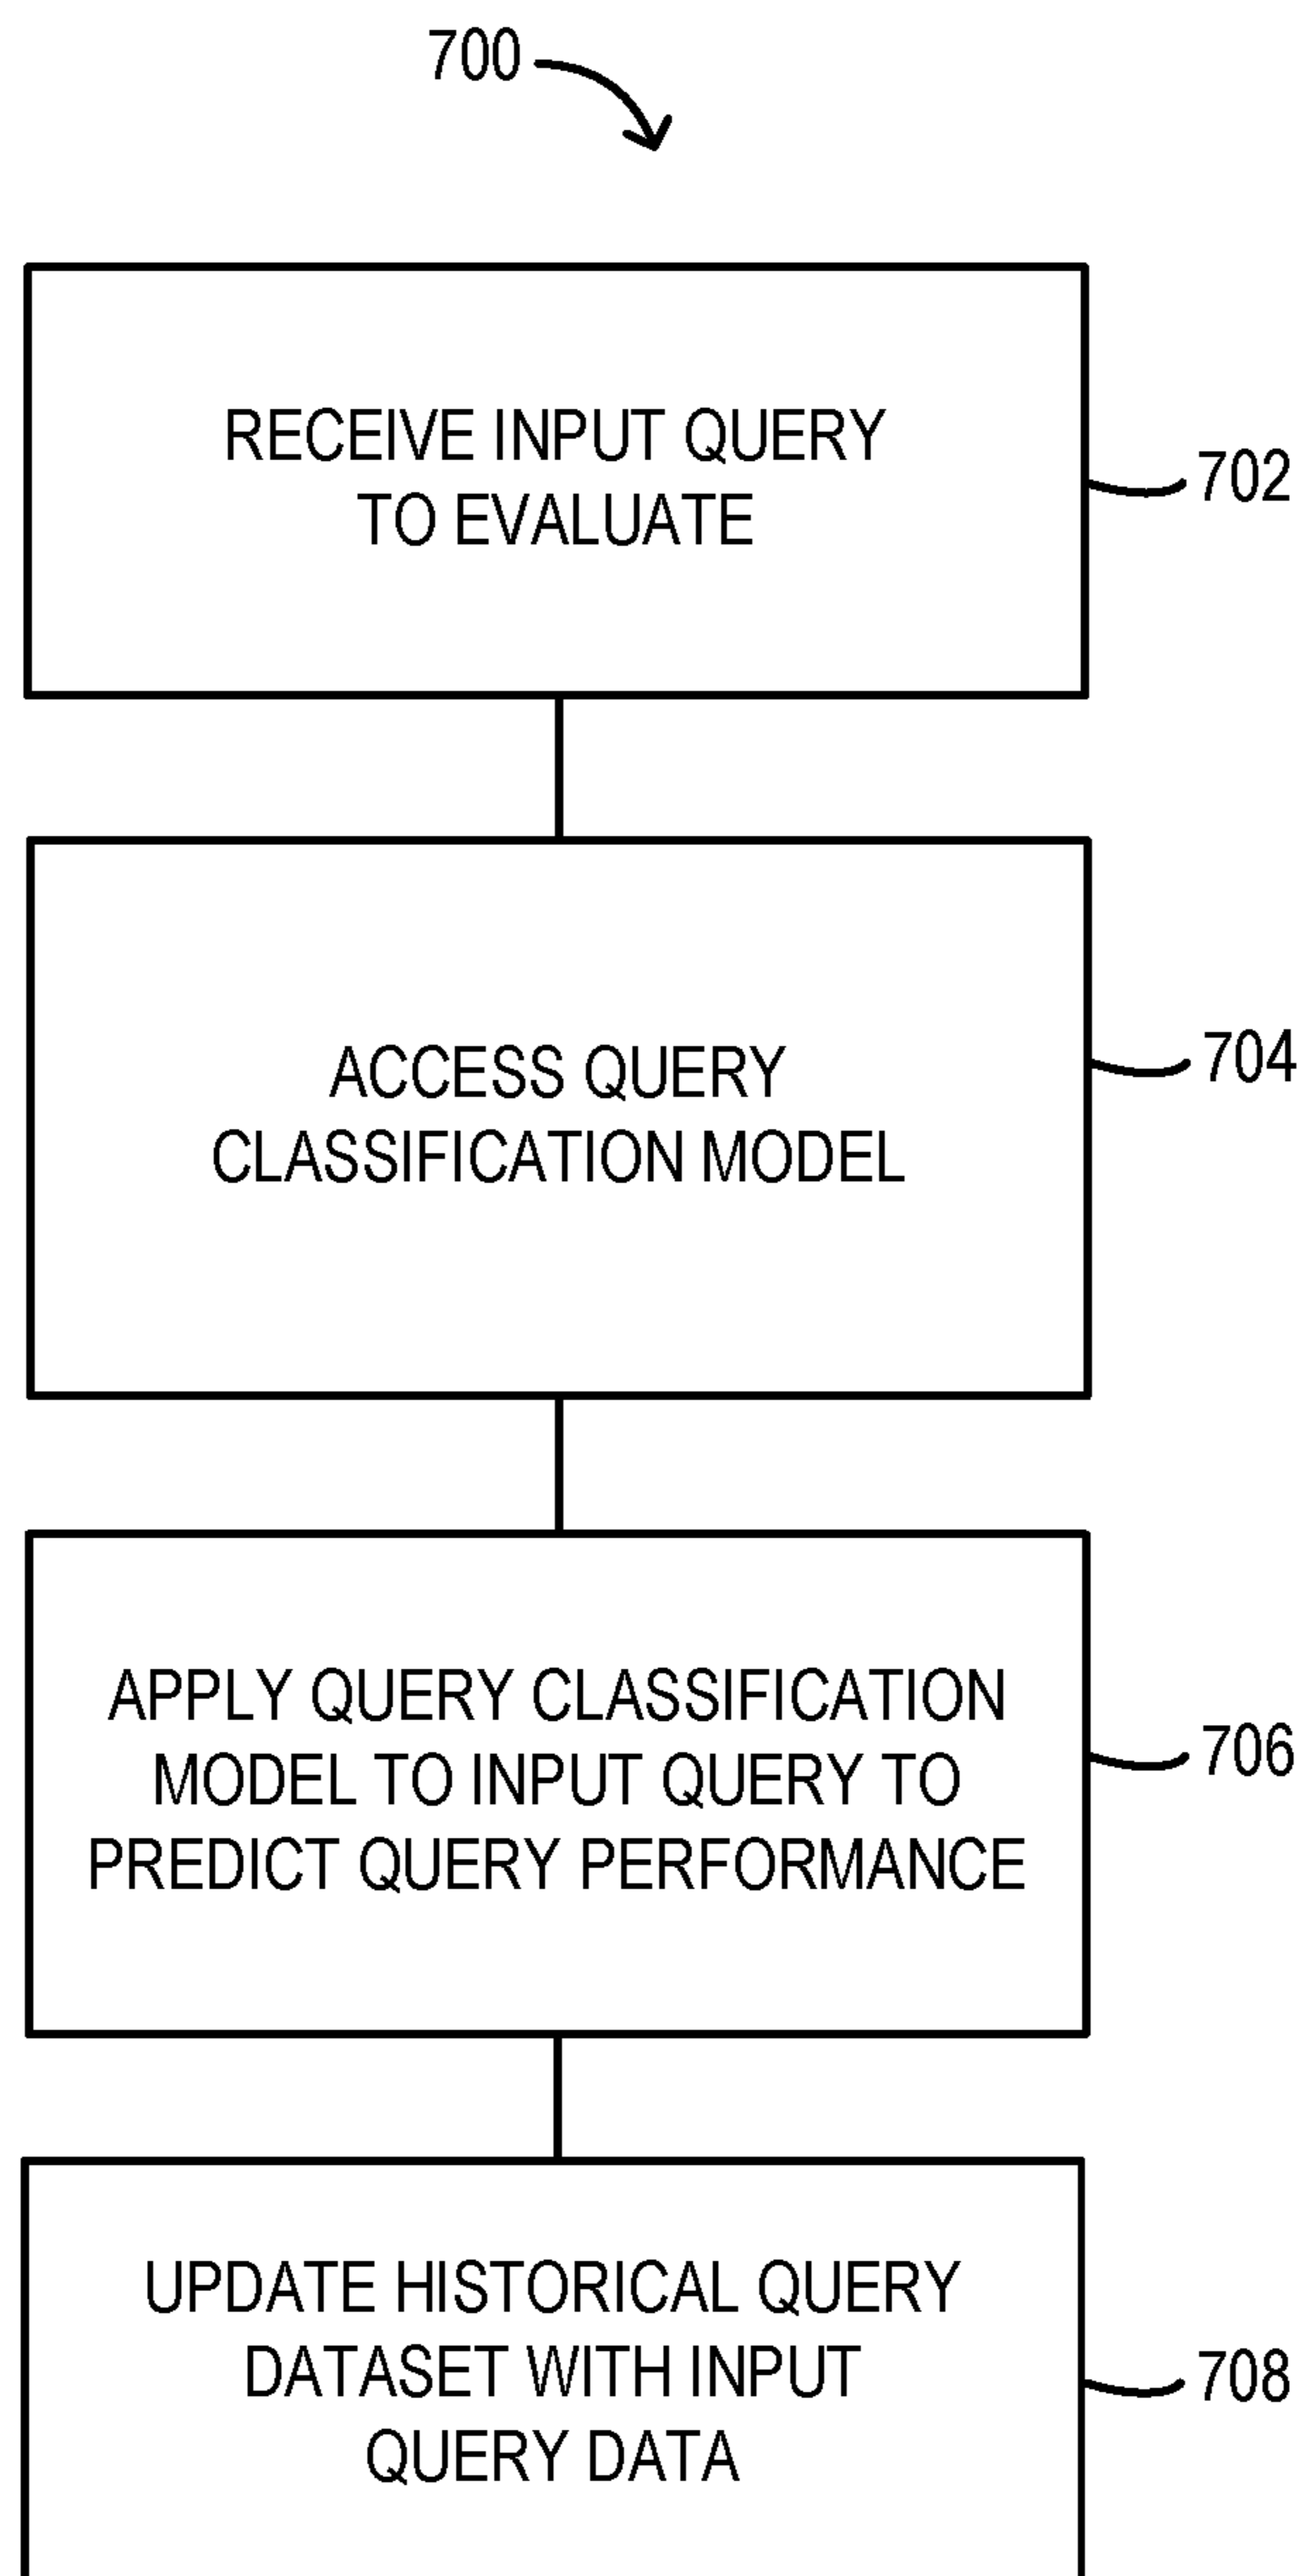 700
RECEIVE INPUT QUERY
TO EVALUATE
702
ACCESS QUERY
CLASSIFICATION MODEL
704
APPLY QUERY CLASSIFICATION
MODEL TO INPUT QUERY TO
PREDICT QUERY PERFORMANCE
706
UPDATE HISTORICAL QUERY
DATASET WITH INPUT
QUERY DATA
708